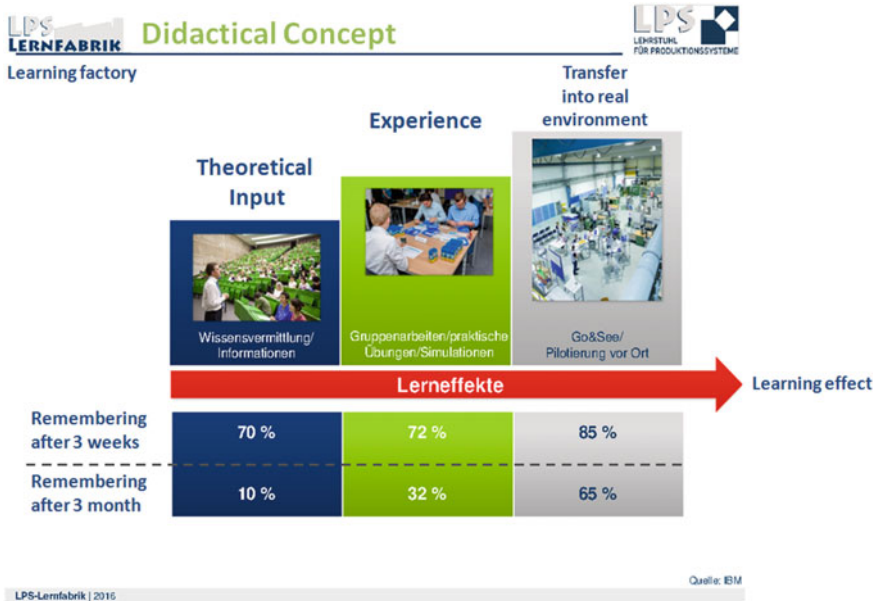 LPS
LERNFABRIK
Didactical Concept
LPS
LEHRSTUHL
FÜR PRODUKTIONSSYSTEME
Learning factory
Transfer
into real
environment
Experience
Theoretical
Input
Wissensvermittlung/
Informationen
Gruppenarbeiten/praktische
Übungen/Simulationen
Go&See/
Pilotierung vor Ort
Lerneffekte
Learning effect
Remembering
after 3 weeks
70 %
72 %
85 %
Remembering
after 3 month
10 %
32 %
65 %
Quelle: IBM
LPS-Lernfabrik | 2016